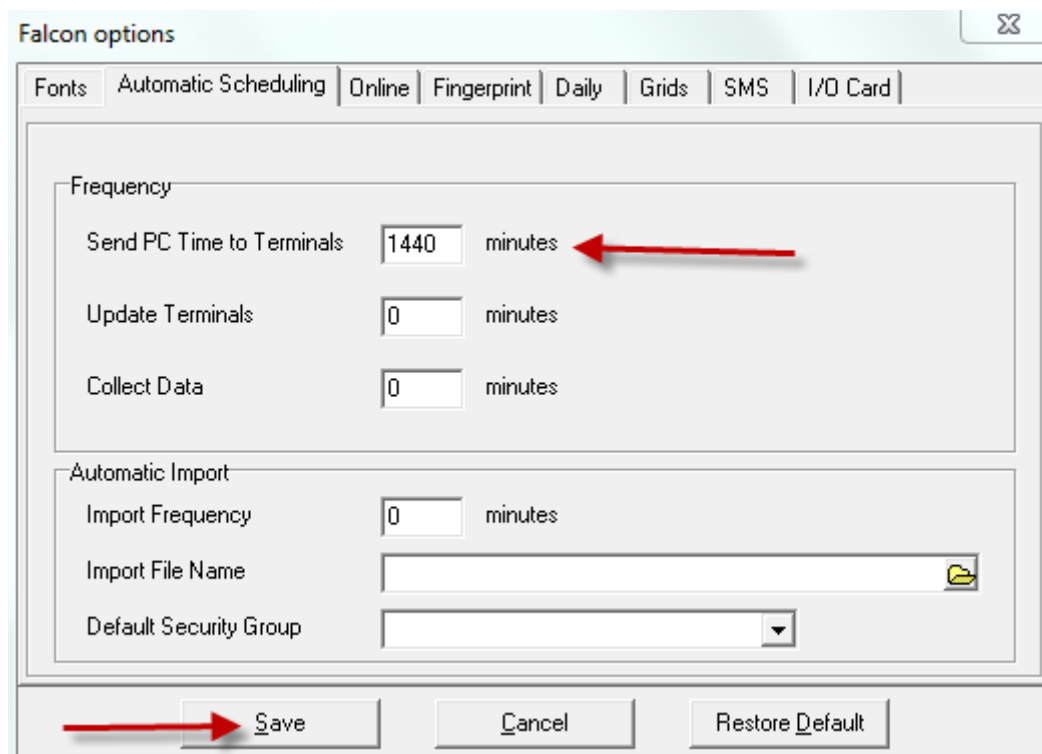 Falcon options
Fonts Automatic Scheduling Online Fingerprint Daily Grids SMS I/O Card
Frequency
Send PC Time to Terminals 1440 minutes
Update Terminals 0 minutes
Collect Data 0 minutes
Automatic Import
Import Frequency 0 minutes
Import File Name
Default Security Group
Save Cancel Restore Default